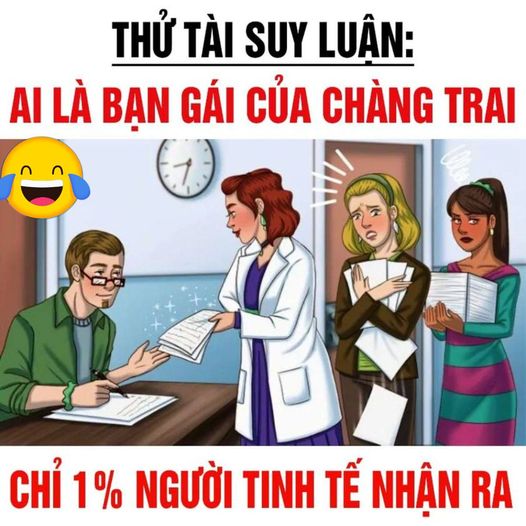 THỬ TÀI SUY LUẬN:
AI LÀ BẠN GÁI CỦA CHÀNG TRAI
CHỈ 1% NGƯỜI TINH TẾ NHẬN RA